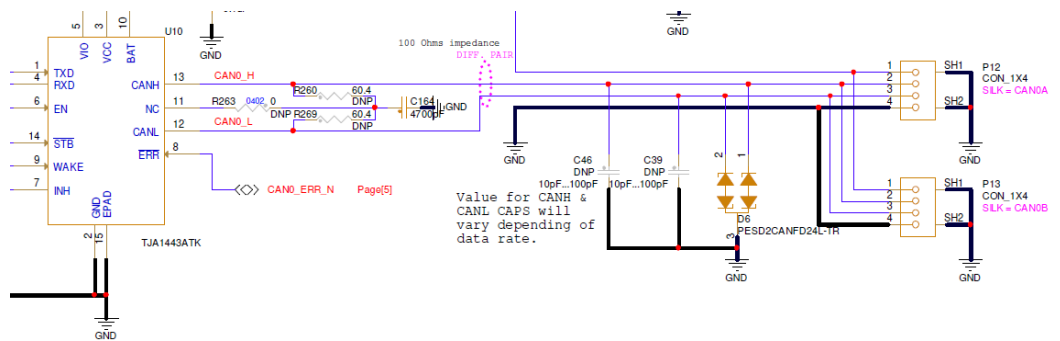 GND
GND
U10
5
3
10
VIO
VCC
BAT
100 Ohms impedance
DIFF. PAIR
1
TXD
4
RXD
6
EN
14
STB
9
WAKE
7
INH
CANH
13
CAN0_H
NC
11
R263
0402
0
DNP
CANL
12
CAN0_L
ERR
8
R260
60.4
DNP
R269
60.4
DNP
C164
4700pF
GND
CAN0_ERR_N
Page[5]
GND
EPAD
2
15
TJA1443ATK
GND
GND
C46
DNP
10pF...100pF
C39
DNP
10pF...100pF
Value for CANH &
CANL CAPS will
vary depending of
data rate.
2
1
D6
PESD2CANFD24L-TR
3
GND
1
2
3
4
SH1
SH2
P12
CON_1X4
SILK = CAN0A
GND
1
2
3
4
SH1
SH2
P13
CON_1X4
SILK = CAN0B
GND